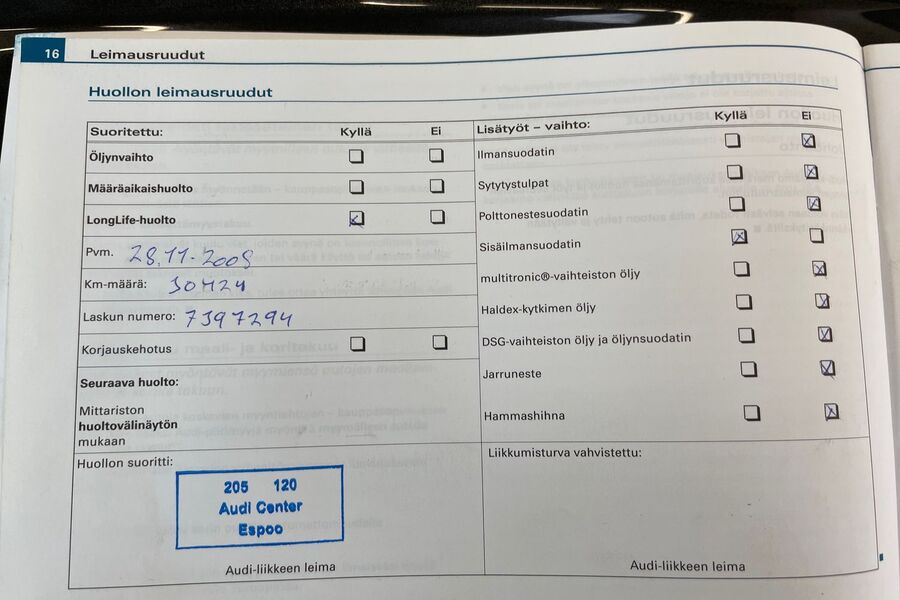 16 Leimausruudut
Huollon leimausruudut
Suoritettu: Kyllä Ei
Öljynvaihto
Määräaikaishuolto
LongLife-huolto
Pvm. 28.11.2008
Km-määrä: 30424
Laskun numero: 7397294
Korjauskehotus
Seuraava huolto:
Mittariston
huoltovälinäytön
mukaan
Huollon suoritti:
205 120
Audi Center
Espoo
Audi-liikkeen leima
Lisätyöt – vaihto: Kyllä Ei
Ilmansuodatin
Sytytystulpat
Polttonestesuodatin
Sisäilmansuodatin
multitronic®-vaihteiston öljy
Haldex-kytkimen öljy
DSG-vaihteiston öljy ja öljynsuodatin
Jarruneste
Hammashihna
Liikkumisturva vahvistettu:
Audi-liikkeen leima